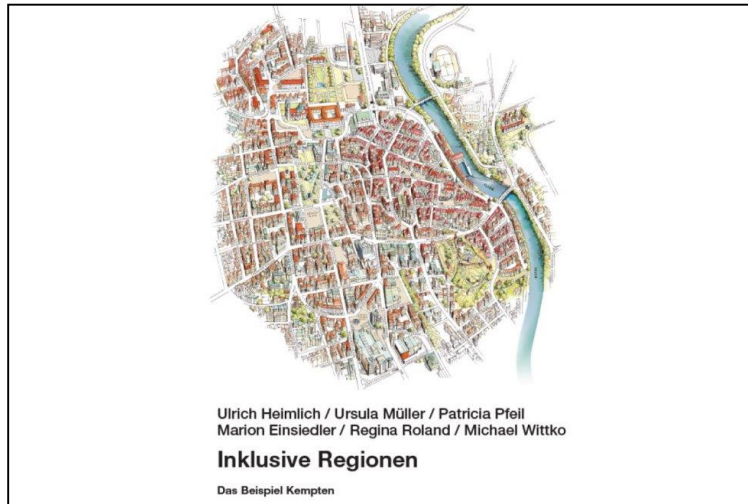 Ulrich Heimlich / Ursula Müller / Patricia Pfeil
Marion Einsiedler / Regina Roland / Michael Wittko
Inklusive Regionen
Das Beispiel Kempten